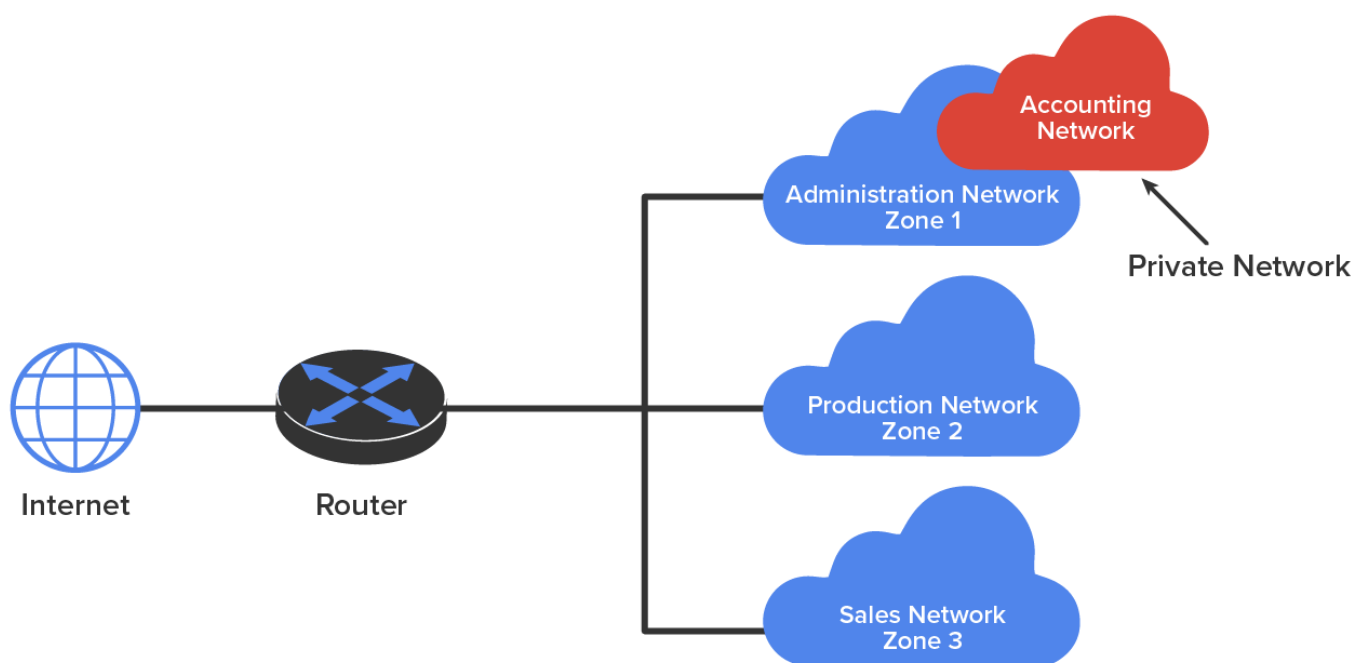 Accounting
Network
Administration Network
Zone 1
Private Network
Production Network
Zone 2
Internet
Router
Sales Network
Zone 3